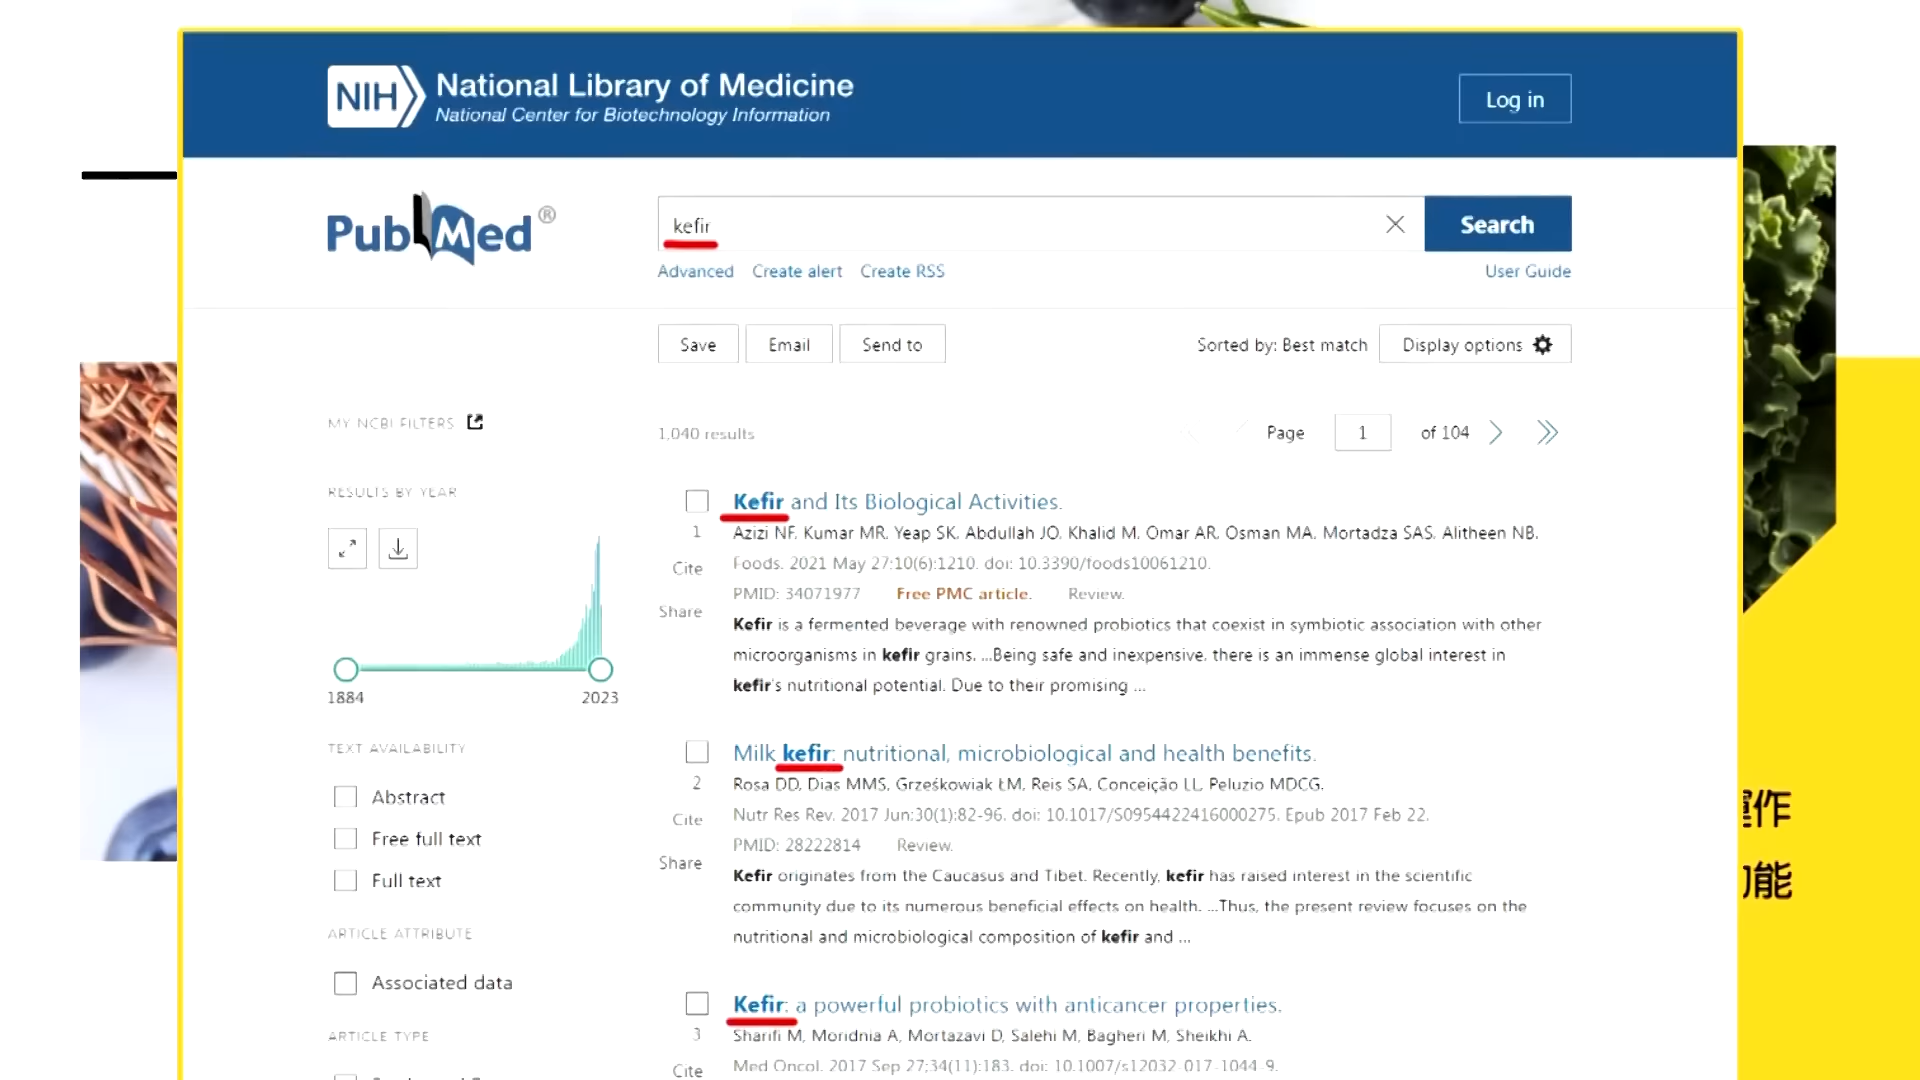 NIH National Library of Medicine
National Center for Biotechnology Information
Log in
PubMed®
kefir
Search
Advanced Create alert Create RSS
User Guide
Save Email Send to
Sorted by: Best match Display options
MY NCBI FILTERS
1,040 results
Page 1 of 104
RESULTS BY YEAR
1884 2023
TEXT AVAILABILITY
Abstract
Free full text
Full text
ARTICLE ATTRIBUTE
Associated data
ARTICLE TYPE
Kefir and Its Biological Activities.
1
Azizi NF, Kumar MR, Yeap SK, Abdullah JO, Khalid M, Omar AR, Osman MA, Mortadza SAS, Alitheen NB.
Cite
Foods. 2021 May 27;10(6):1210. doi: 10.3390/foods10061210.
PMID: 34071977 Free PMC article. Review.
Share
Kefir is a fermented beverage with renowned probiotics that coexist in symbiotic association with other
microorganisms in kefir grains. ...Being safe and inexpensive, there is an immense global interest in
kefir's nutritional potential. Due to their promising ...
Milk kefir: nutritional, microbiological and health benefits.
2
Rosa DD, Dias MMS, Grześkowiak ŁM, Reis SA, Conceição LL, Peluzio MDCG.
Cite
Nutr Res Rev. 2017 Jun;30(1):82-96. doi: 10.1017/S0954422416000275. Epub 2017 Feb 22.
PMID: 28222814 Review.
Share
Kefir originates from the Caucasus and Tibet. Recently, kefir has raised interest in the scientific
community due to its numerous beneficial effects on health. ...Thus, the present review focuses on the
nutritional and microbiological composition of kefir and ...
Kefir: a powerful probiotics with anticancer properties.
3
Sharifi M, Moridnia A, Mortazavi D, Salehi M, Bagheri M, Sheikhi A.
Cite
Med Oncol. 2017 Sep 27;34(11):183. doi: 10.1007/s12032-017-1044-9.
作
能